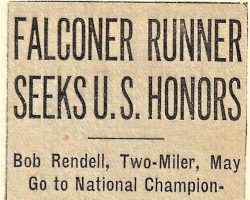 FALCONER RUNNER
SEEKS U. S. HONORS
Bob Rendell, Two-Miler, May
Go to National Champion-